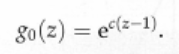 g₀(z) = e^{c(z−1)}.